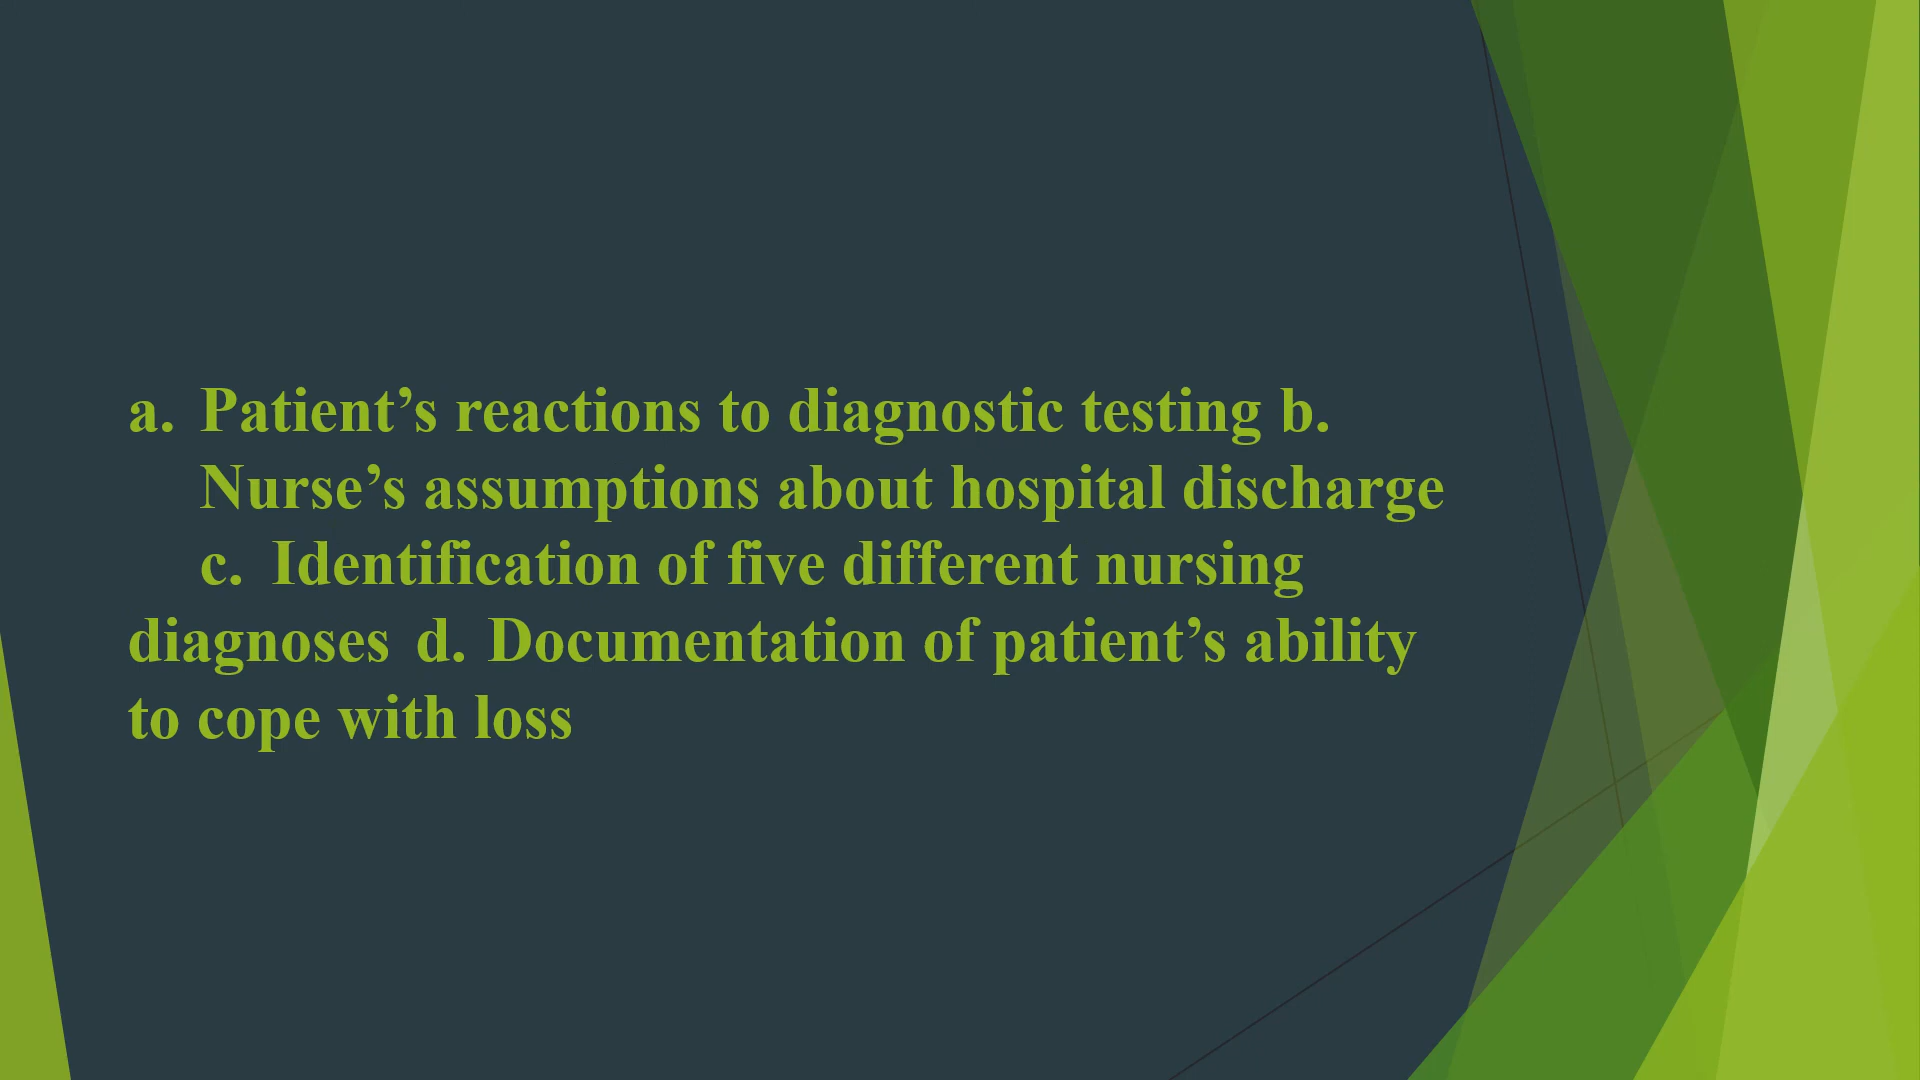 a. Patient’s reactions to diagnostic testing b.
Nurse’s assumptions about hospital discharge
c. Identification of five different nursing
diagnoses d. Documentation of patient’s ability
to cope with loss